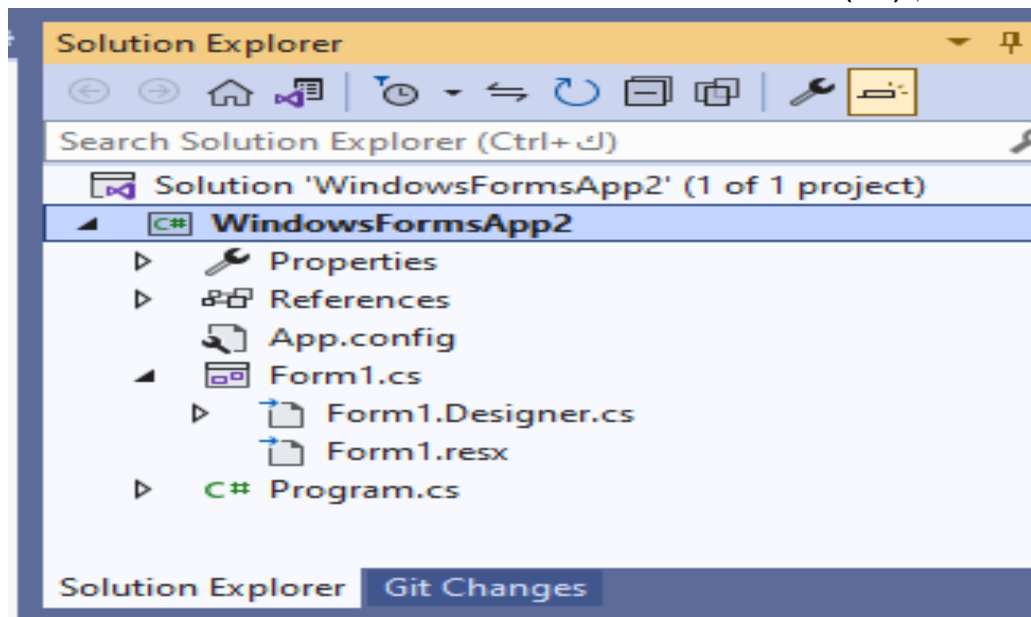 Solution Explorer
Search Solution Explorer (Ctrl+ك)
Solution 'WindowsFormsApp2' (1 of 1 project)
C# WindowsFormsApp2
Properties
References
App.config
Form1.cs
Form1.Designer.cs
Form1.resx
C# Program.cs
Solution Explorer Git Changes